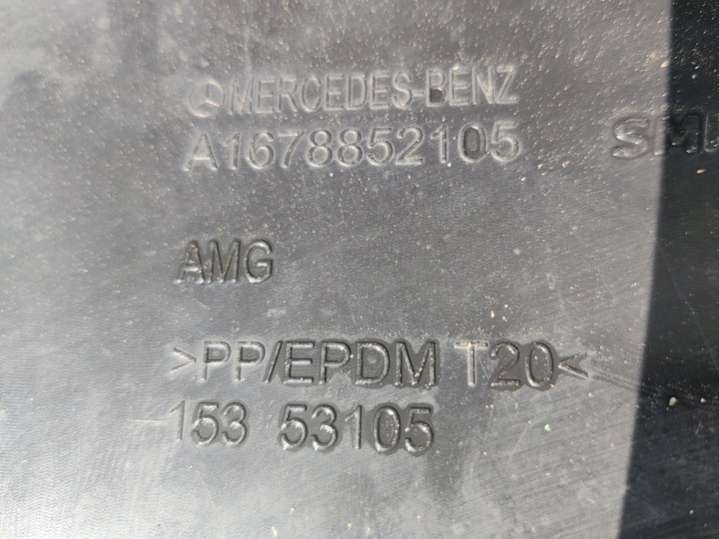 MERCEDES-BENZ
A1678852105
AMG
>PP/EPDM T20<
153 53105